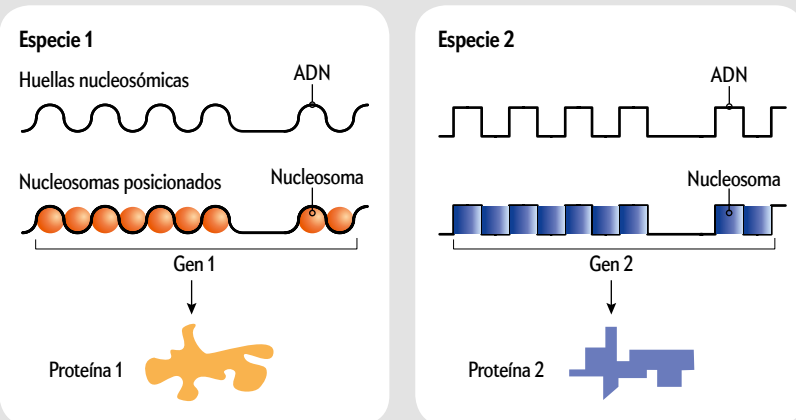 Especie 1
Huellas nucleosómicas
ADN
Nucleosomas posicionados
Nucleosoma
Gen 1
Proteína 1
Especie 2
ADN
Nucleosoma
Gen 2
Proteína 2